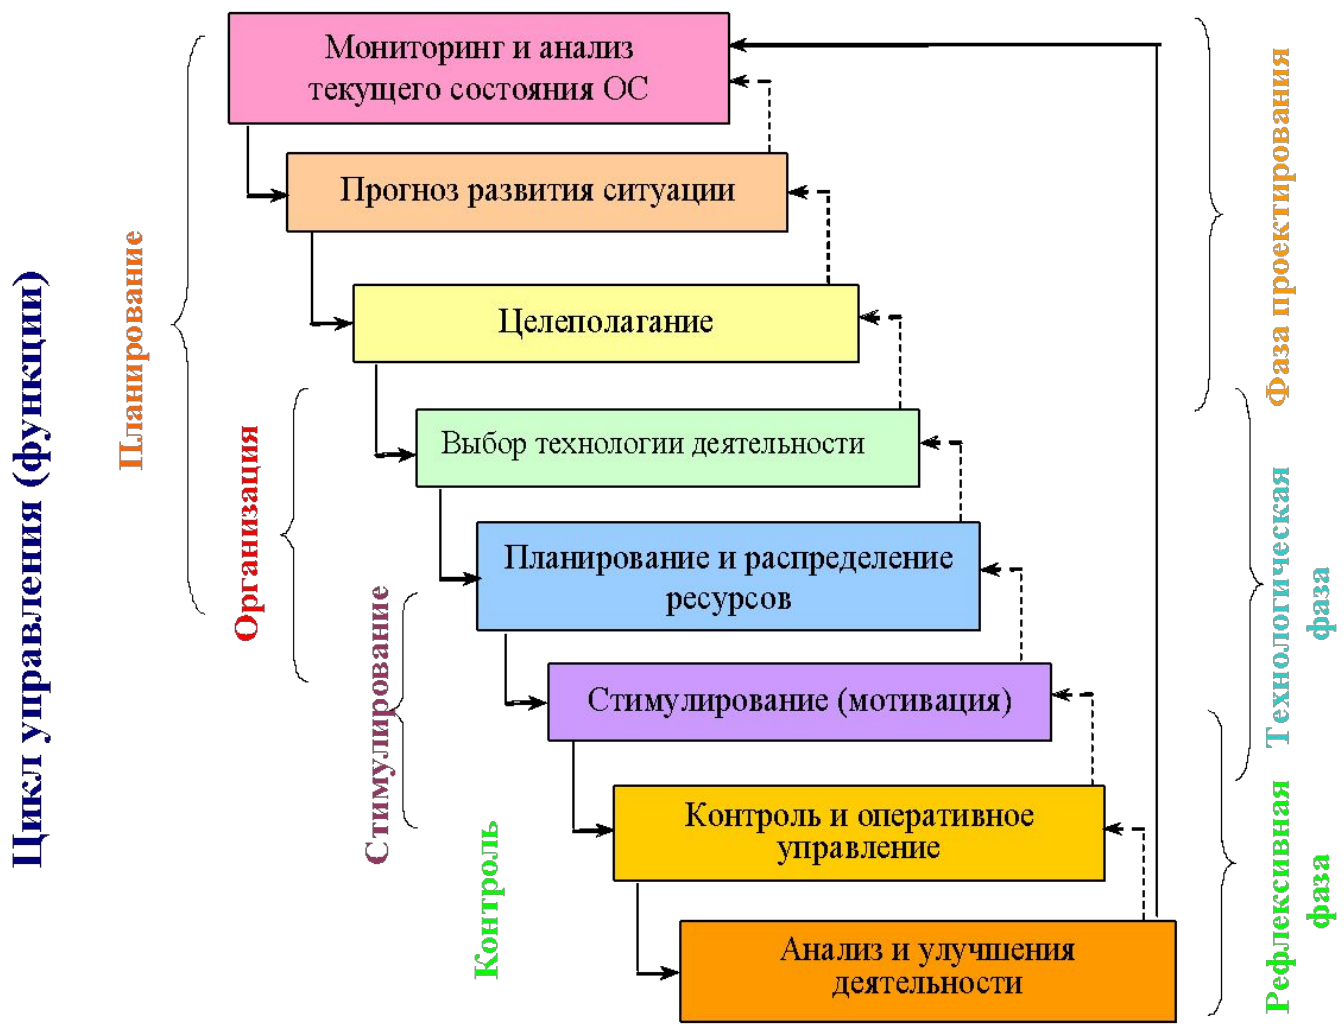 Цикл управления (функции)
Планирование
Организация
Стимулирование
Контроль
Мониторинг и анализ
текущего состояния ОС
Прогноз развития ситуации
Целеполагание
Выбор технологии деятельности
Планирование и распределение
ресурсов
Стимулирование (мотивация)
Контроль и оперативное
управление
Анализ и улучшения
деятельности
Фаза проектирования
Технологическая
фаза
Рефлексивная
фаза